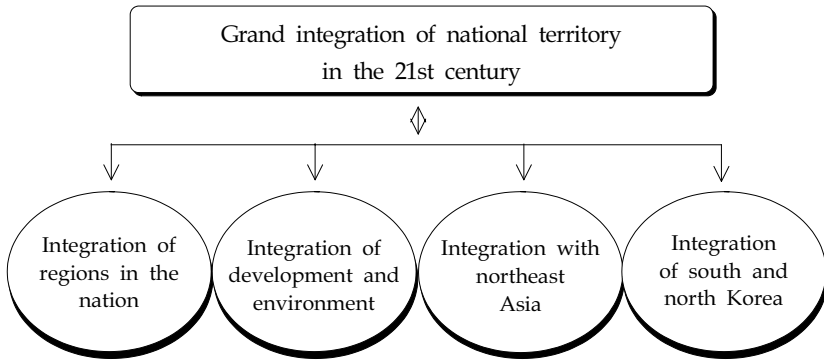 Grand integration of national territory
in the 21st century
Integration of
regions in the
nation
Integration of
development and
environment
Integration with
northeast
Asia
Integration
of south and
north Korea